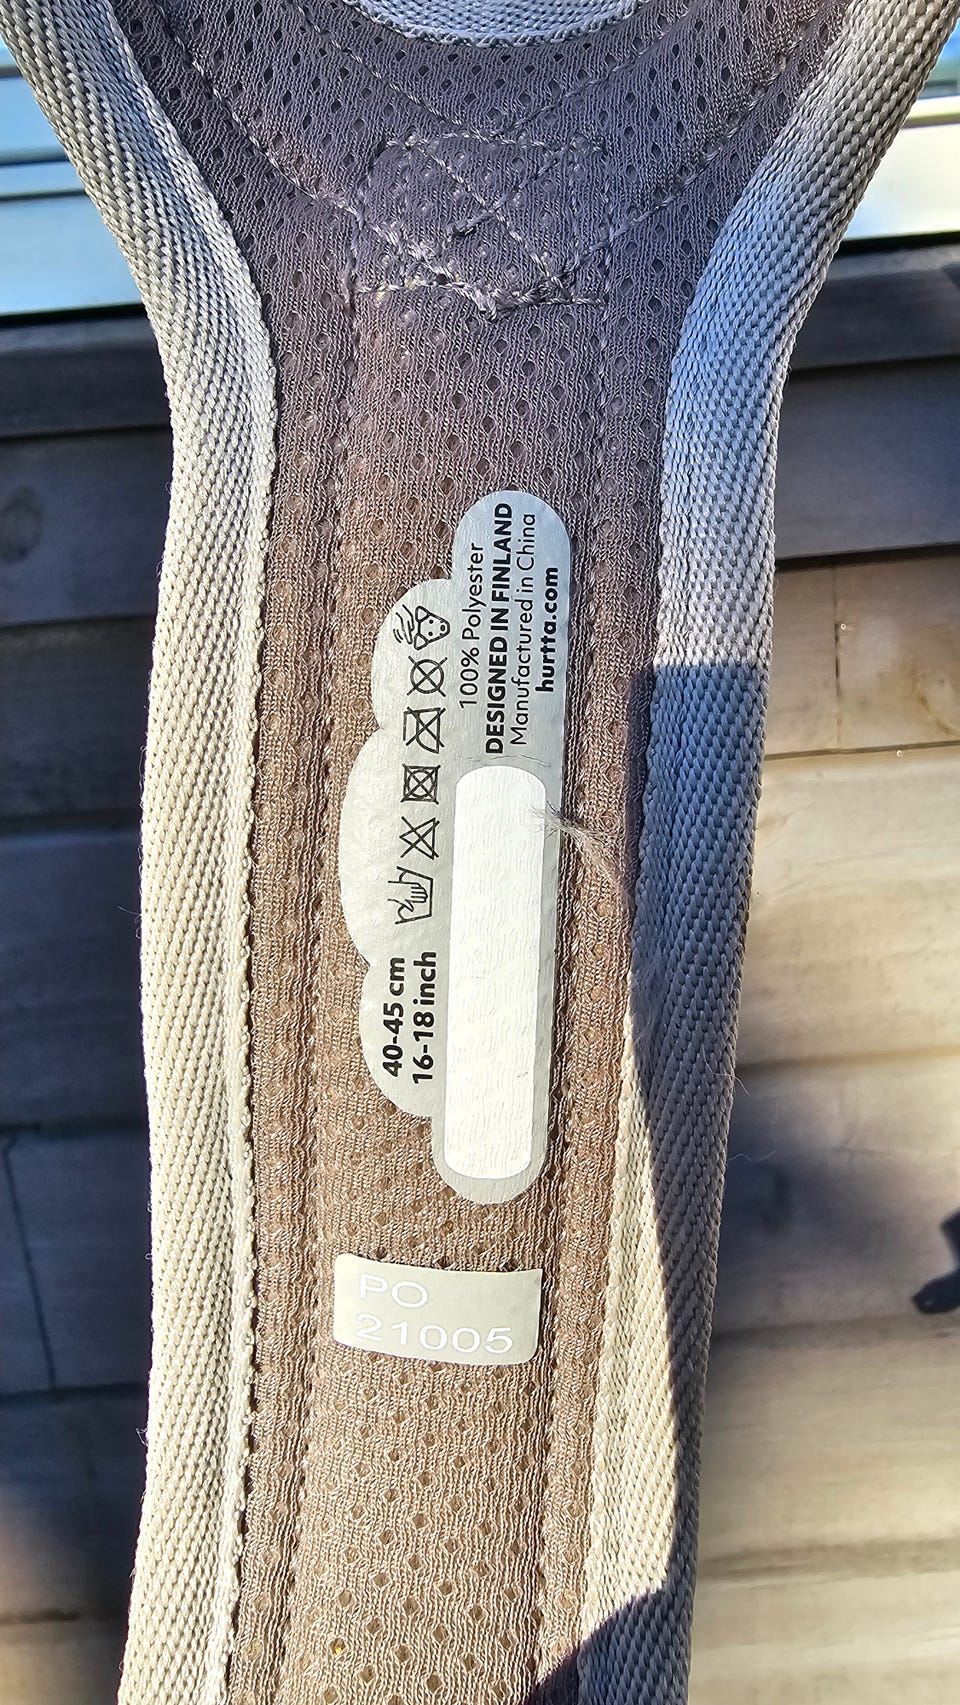 40-45 cm
16-18 inch
100% Polyester
DESIGNED IN FINLAND
Manufactured in China
hurtta.com
PO
21005